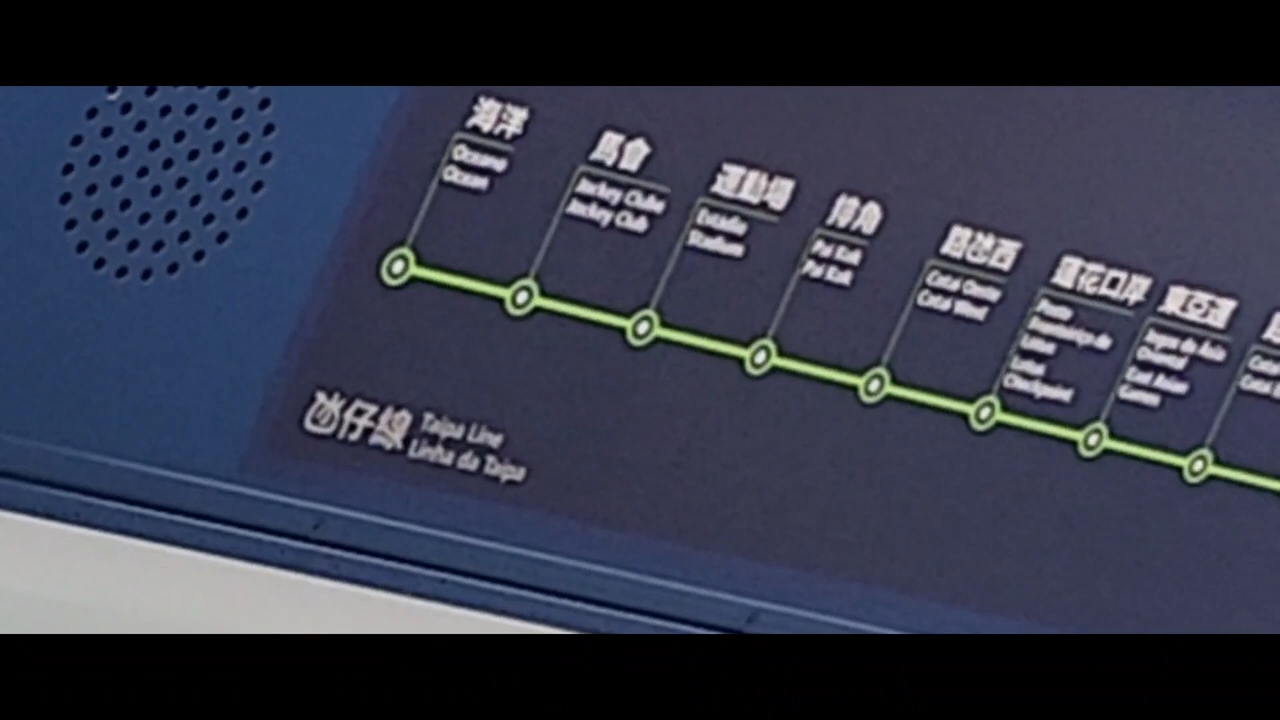 海洋
Oceano
Ocean
馬會
Jockey Clube
Jockey Club
運動場
Estádio
Stadium
排角
Pai Kok
Pai Kok
路氹西
Cotai Oeste
Cotai West
蓮花口岸
Posto
Fronteiriço de
Lótus
Lotus
Checkpoint
東亞運
Jogos da Ásia
Oriental
East Asian
Games
Cotai
Cotai
氹仔線
Taipa Line
Linha da Taipa